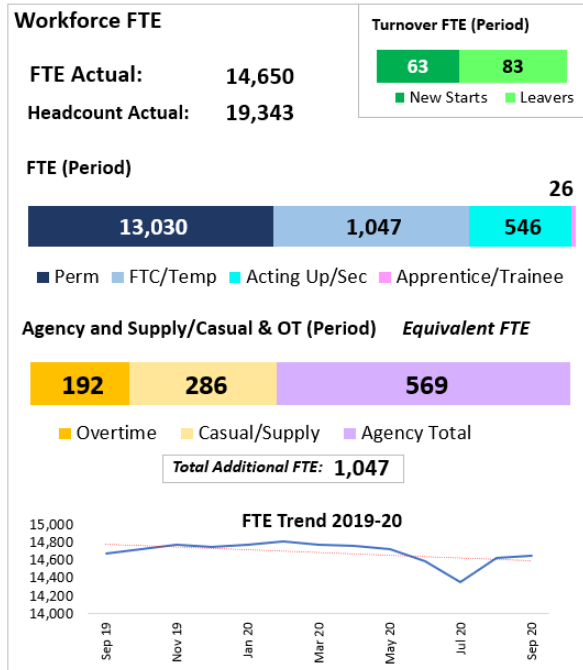 Workforce FTE
FTE Actual: 14,650
Headcount Actual: 19,343
Turnover FTE (Period)
63 83
New Starts Leavers
FTE (Period)
26
13,030 1,047 546
Perm FTC/Temp Acting Up/Sec Apprentice/Trainee
Agency and Supply/Casual & OT (Period) Equivalent FTE
192 286 569
Overtime Casual/Supply Agency Total
Total Additional FTE: 1,047
FTE Trend 2019-20
15,000
14,800
14,600
14,400
14,200
14,000
Sep 19
Nov 19
Jan 20
Mar 20
May 20
Jul 20
Sep 20